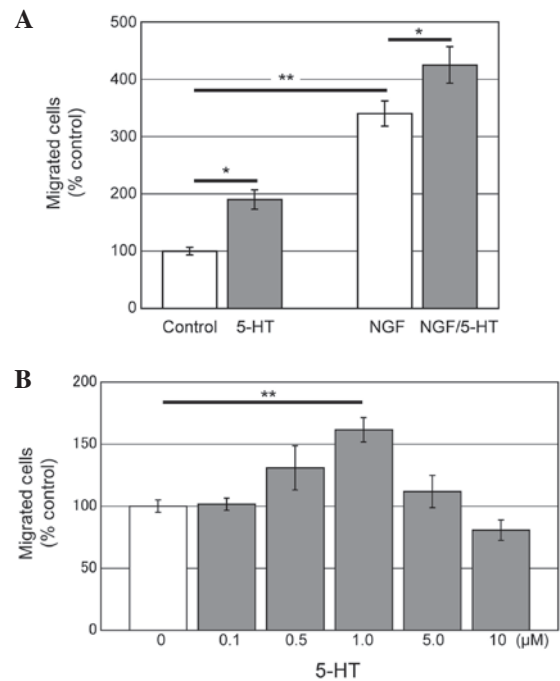 A
Migrated cells
(% control)
500
400
300
200
100
0
*
**
*
Control 5-HT NGF NGF/5-HT
B
Migrated cells
(% control)
200
150
100
50
0
**
0 0.1 0.5 1.0 5.0 10 (µM)
5-HT